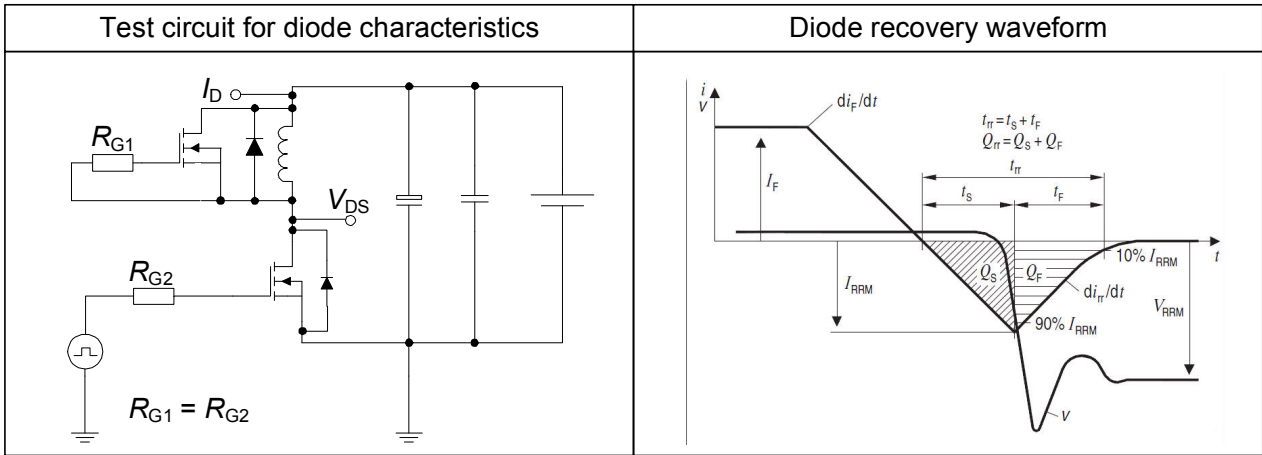 Test circuit for diode characteristics
Diode recovery waveform
I_D
R_G1
V_DS
R_G2
R_G1 = R_G2
i
v
di_F/dt
t_rr = t_S + t_F
Q_rr = Q_S + Q_F
t_rr
I_F
t_S
t_F
t
Q_S
Q_F
10% I_RRM
I_RRM
di_rr/dt
V_RRM
90% I_RRM
v